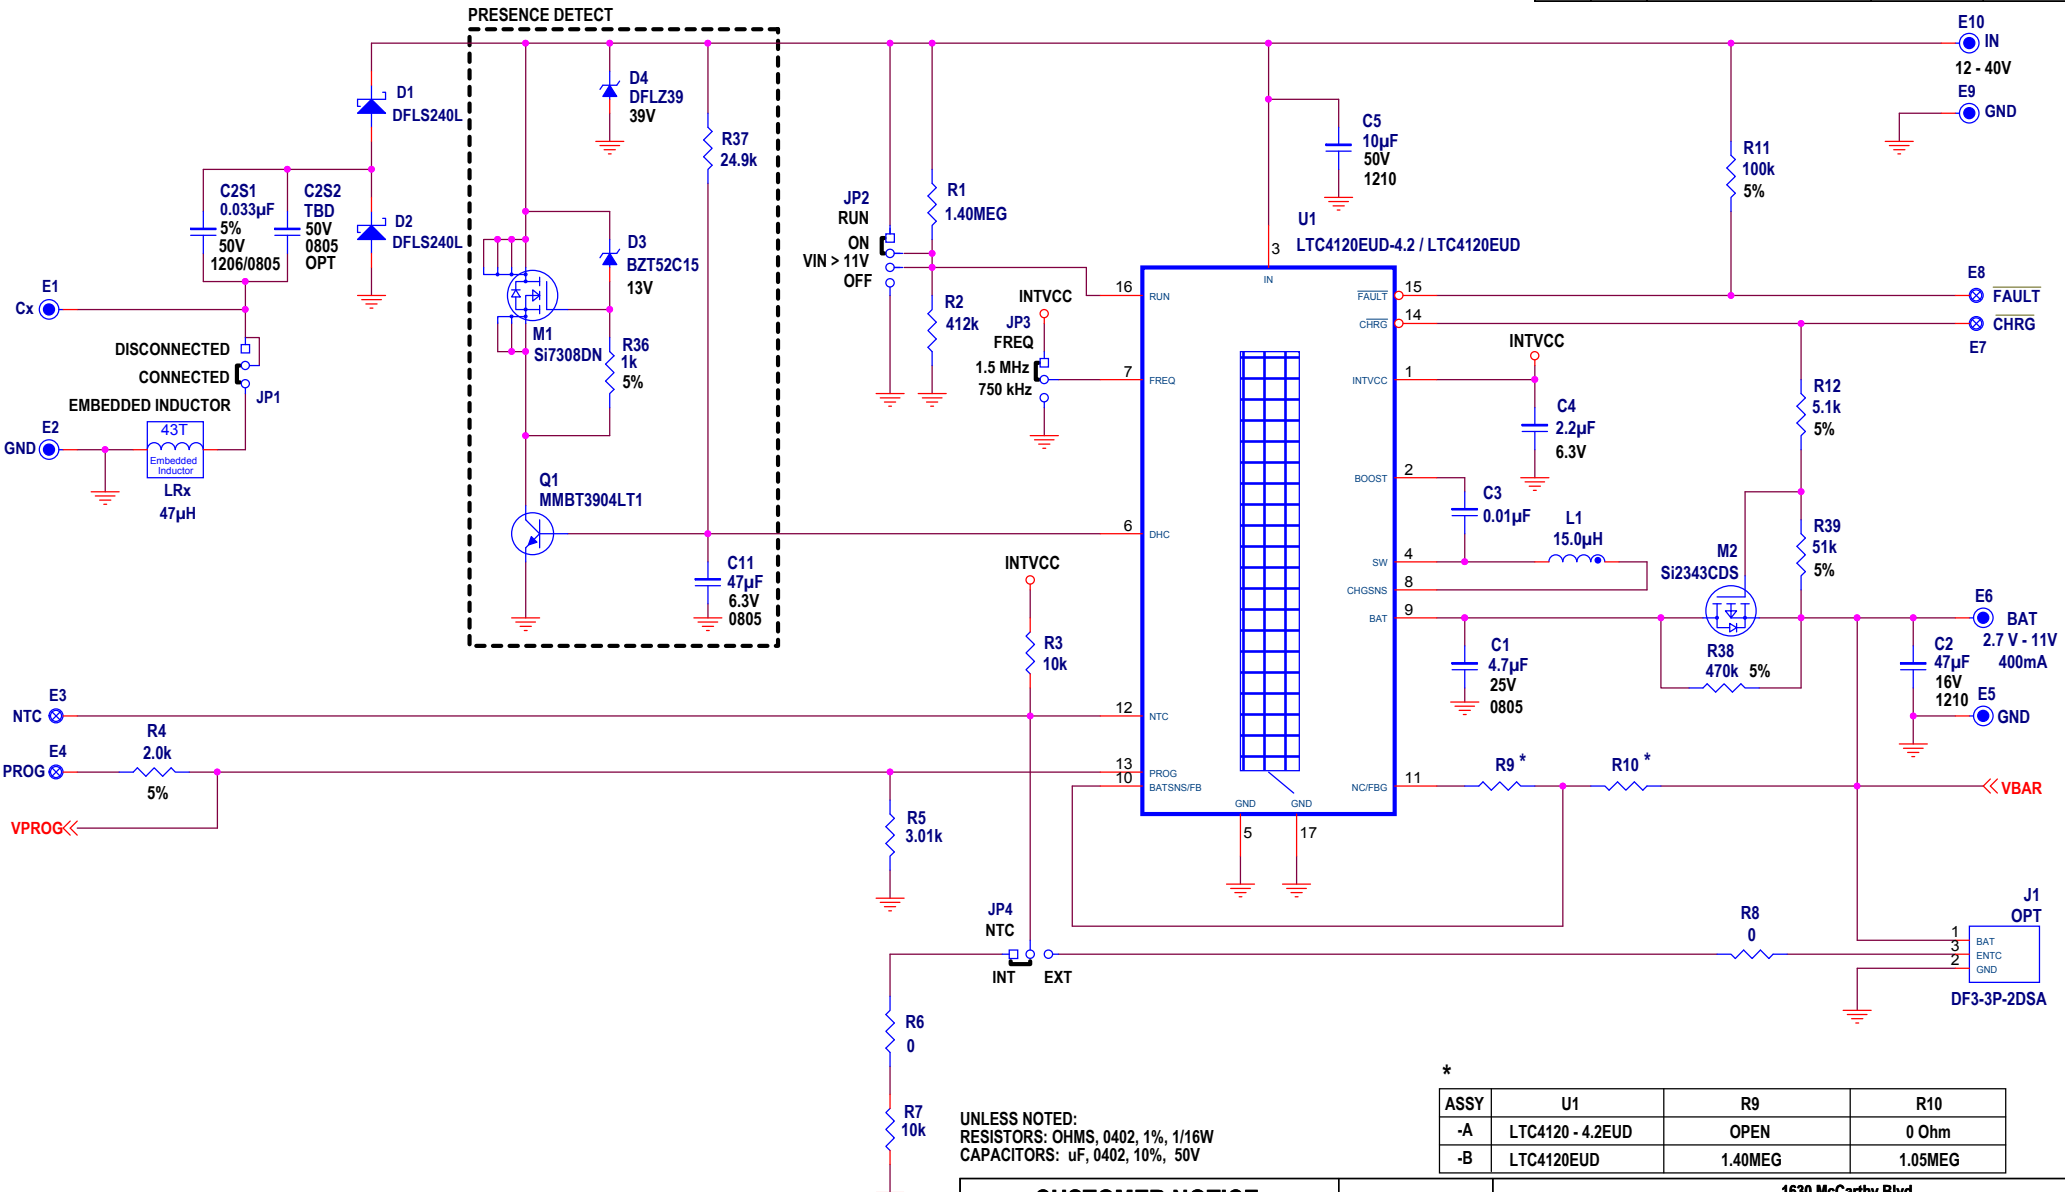 PRESENCE DETECT
E10
IN
12 - 40V
E9
GND
D1
DFLS240L
D4
DFLZ39
39V
R37
24.9k
C5
10µF
50V
1210
R11
100k
5%
C2S1
0.033µF
5%
50V
1206/0805
C2S2
TBD
50V
0805
OPT
D2
DFLS240L
JP2
RUN
ON
VIN > 11V
OFF
R1
1.40MEG
U1
LTC4120EUD-4.2 / LTC4120EUD
D3
BZT52C15
13V
3
IN
E1
Cx
M1
Si7308DN
R36
1k
5%
R2
412k
INTVCC
JP3
FREQ
1.5 MHz
750 kHz
16
RUN
7
FREQ
FAULT
15
CHRG
14
E8
FAULT
CHRG
E7
INTVCC
INTVCC
1
DISCONNECTED
CONNECTED
JP1
EMBEDDED INDUCTOR
E2
GND
43T
Embedded
Inductor
LRx
47µH
C4
2.2µF
6.3V
R12
5.1k
5%
BOOST
2
C3
0.01µF
L1
15.0µH
Q1
MMBT3904LT1
6
DHC
SW
4
CHGSNS
8
BAT
9
M2
Si2343CDS
R39
51k
5%
C11
47µF
6.3V
0805
INTVCC
R3
10k
E6
BAT
2.7 V - 11V
400mA
C1
4.7µF
25V
0805
R38
470k 5%
C2
47µF
16V
1210
E5
GND
E3
NTC
12
NTC
E4
PROG
R4
2.0k
5%
13
PROG
10
BATSNS/FB
NC/FBG
11
R9 *
R10 *
VBAR
VPROG
R5
3.01k
GND
GND
5
17
JP4
NTC
INT
EXT
R8
0
J1
OPT
1
BAT
3
ENTC
2
GND
DF3-3P-2DSA
R6
0
R7
10k
UNLESS NOTED:
RESISTORS: OHMS, 0402, 1%, 1/16W
CAPACITORS: uF, 0402, 10%, 50V
*
ASSY U1 R9 R10
-A LTC4120 - 4.2EUD OPEN 0 Ohm
-B LTC4120EUD 1.40MEG 1.05MEG
CUSTOMER NOTICE
1630 McCarthy Blvd